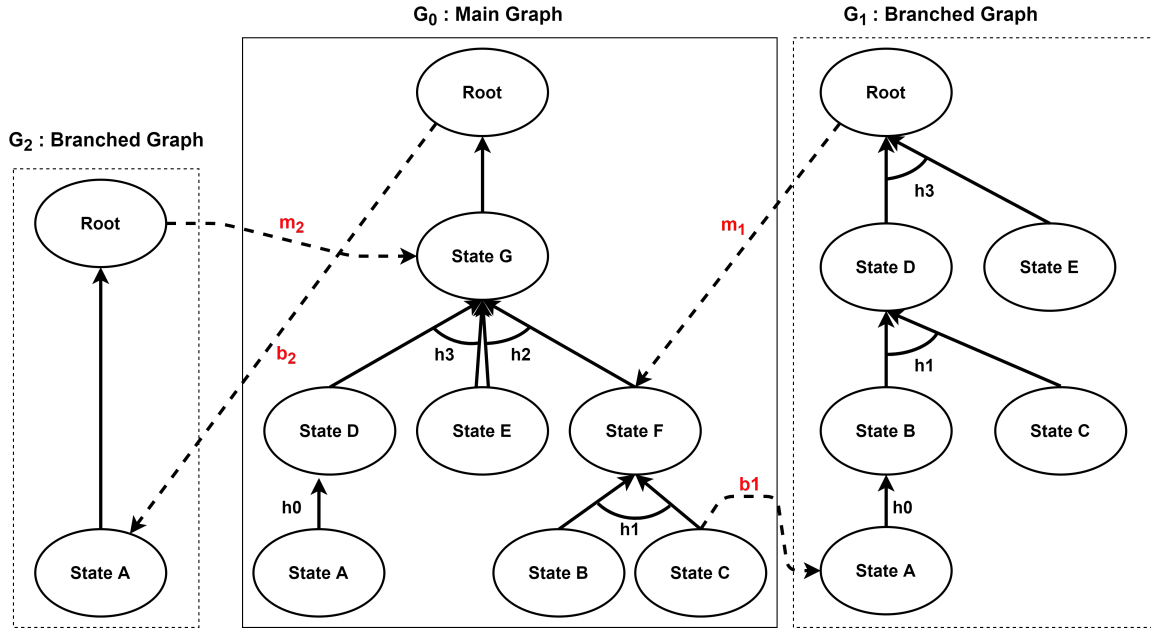 G0 : Main Graph
G1 : Branched Graph
G2 : Branched Graph
Root
Root
Root
m2
m1
h3
State G
State D
State E
b2
h3
h2
h1
State D
State E
State F
State B
State C
h0
h1
b1
h0
State A
State A
State B
State C
State A